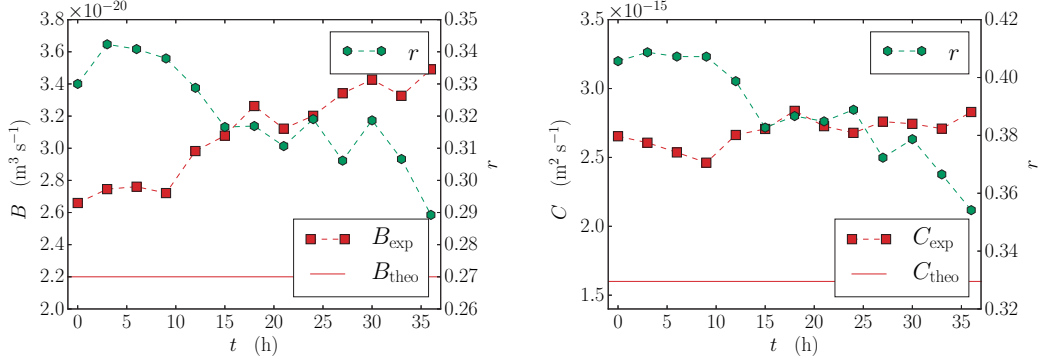 ×10⁻²⁰
3.8
3.6
3.4
3.2
3.0
2.8
2.6
2.4
2.2
2.0
B (m³ s⁻¹)
0.35
0.34
0.33
0.32
0.31
0.30
0.29
0.28
0.27
0.26
r
r
B_exp
B_theo
0 5 10 15 20 25 30 35
t (h)
×10⁻¹⁵
3.5
3.0
2.5
2.0
1.5
C (m² s⁻¹)
0.42
0.40
0.38
0.36
0.34
0.32
r
r
C_exp
C_theo
0 5 10 15 20 25 30 35
t (h)